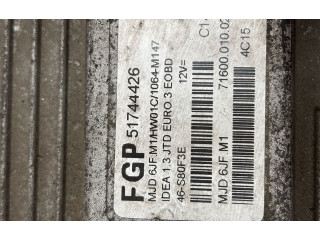 FGP 51744426
MJD 6JF.M1/HW01C/1064-M147
IDEA 1.3 JTD EURO 3 EOBD
46-S80F3E 12V=
C1-
71600.010.02
MJD 6JF.M1 4C15